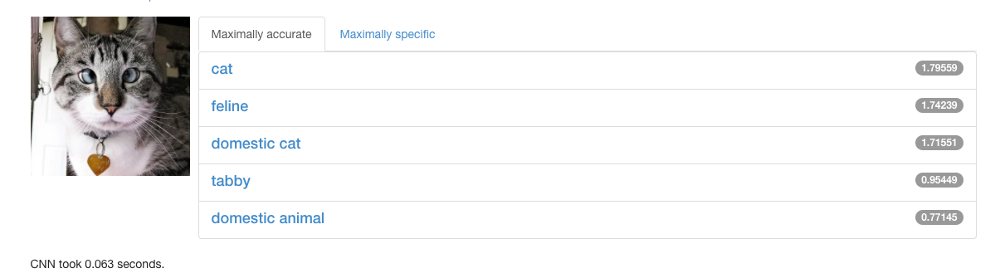 Maximally accurate
Maximally specific
cat
1.79559
feline
1.74239
domestic cat
1.71551
tabby
0.95449
domestic animal
0.77145
CNN took 0.063 seconds.